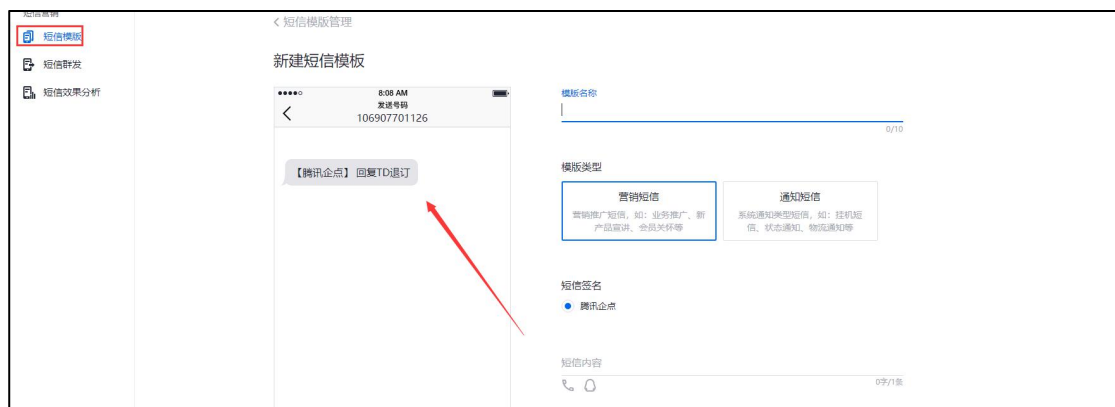 短信营销
短信模版
短信群发
短信效果分析
短信模版管理
新建短信模板
8:08 AM
发送号码
106907701126
【腾讯企点】 回复TD退订
模版名称
0/10
模版类型
营销短信
营销推广短信，如：业务推广、新
产品宣讲、会员关怀等
通知短信
系统通知类型短信，如：挂机短
信、状态通知、物流通知等
短信签名
腾讯企点
短信内容
0字/1条